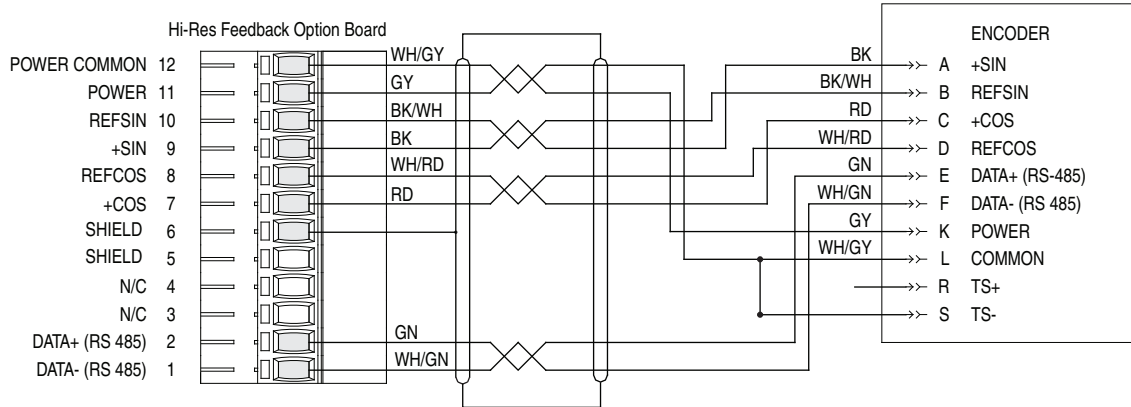 Hi-Res Feedback Option Board
POWER COMMON 12
POWER 11
REFSIN 10
+SIN 9
REFCOS 8
+COS 7
SHIELD 6
SHIELD 5
N/C 4
N/C 3
DATA+ (RS 485) 2
DATA- (RS 485) 1
WH/GY
GY
BK/WH
BK
WH/RD
RD
GN
WH/GN
BK
BK/WH
RD
WH/RD
GN
WH/GN
GY
WH/GY
ENCODER
A +SIN
B REFSIN
C +COS
D REFCOS
E DATA+ (RS-485)
F DATA- (RS 485)
K POWER
L COMMON
R TS+
S TS-